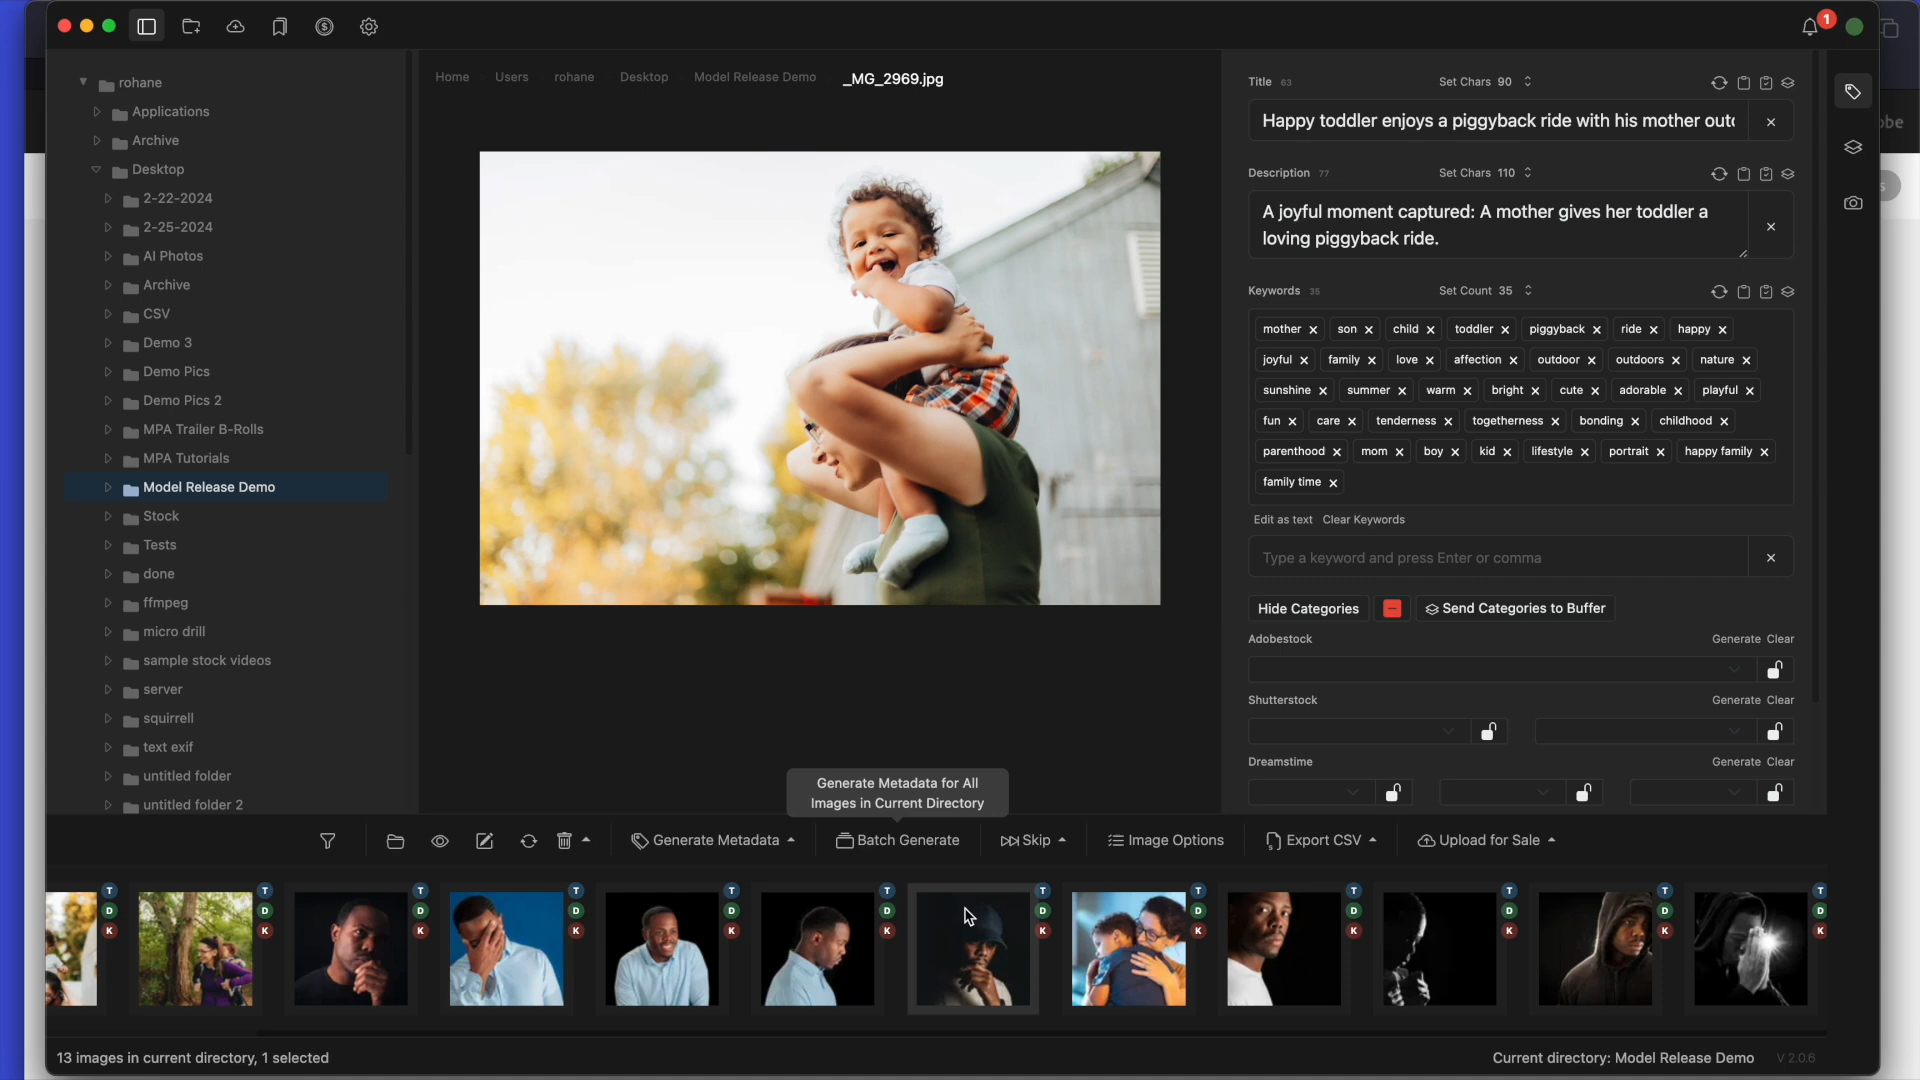 1
rohane
Applications
Archive
Desktop
2-22-2024
2-25-2024
AI Photos
Archive
CSV
Demo 3
Demo Pics
Demo Pics 2
MPA Trailer B-Rolls
MPA Tutorials
Model Release Demo
Stock
Tests
done
ffmpeg
micro drill
sample stock videos
server
squirrell
text exif
untitled folder
untitled folder 2
Home Users rohane Desktop Model Release Demo _MG_2969.jpg
Title 63 Set Chars 90
Happy toddler enjoys a piggyback ride with his mother outd
Description 77 Set Chars 110
A joyful moment captured: A mother gives her toddler a
loving piggyback ride.
Keywords 35 Set Count 35
mother son child toddler piggyback ride happy
joyful family love affection outdoor outdoors nature
sunshine summer warm bright cute adorable playful
fun care tenderness togetherness bonding childhood
parenthood mom boy kid lifestyle portrait happy family
family time
Edit as text Clear Keywords
Type a keyword and press Enter or comma
Hide Categories Send Categories to Buffer
Adobestock Generate Clear
Shutterstock Generate Clear
Dreamstime Generate Clear
Generate Metadata for All
Images in Current Directory
Generate Metadata Batch Generate Skip Image Options Export CSV Upload for Sale
T T T T T T T T T T T T
D D D D D D D D D D D D
K K K K K K K K K K K K
13 images in current directory, 1 selected
Current directory: Model Release Demo V 2.0.6